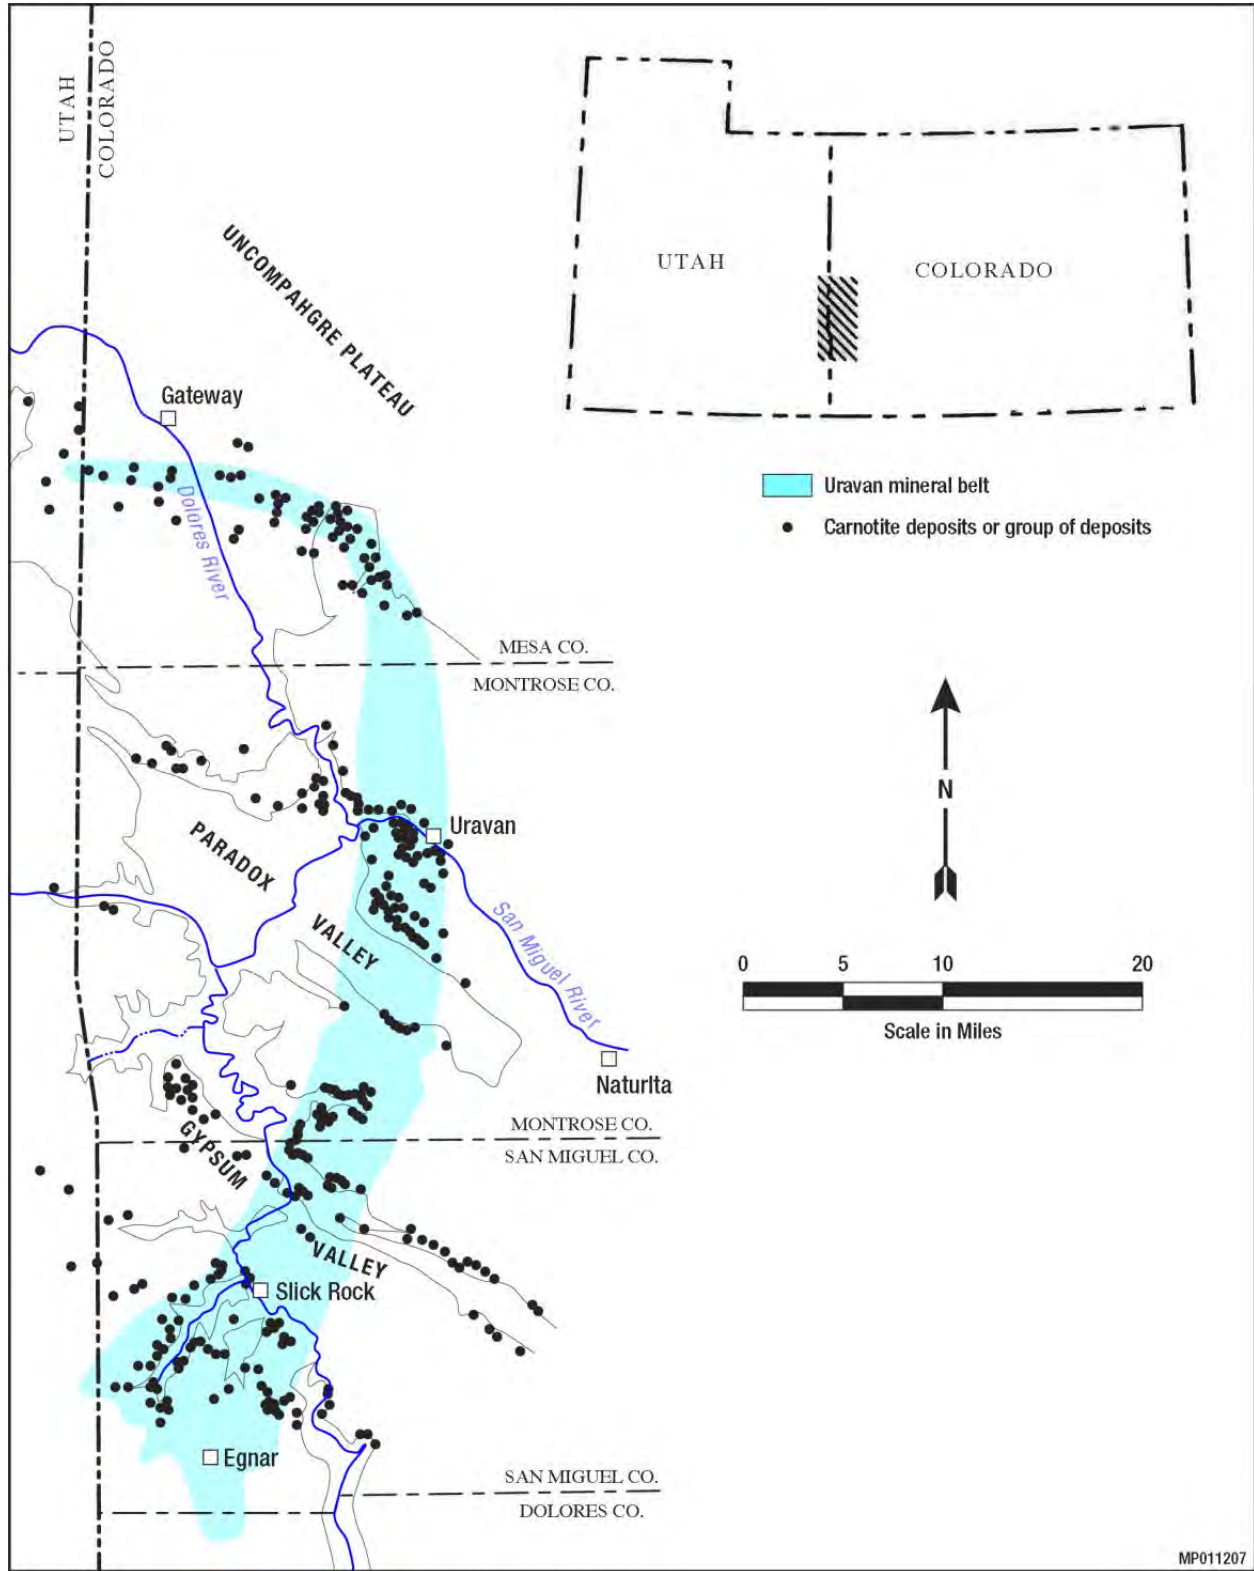 UTAH
COLORADO
UNCOMPAHGRE PLATEAU
UTAH
COLORADO
Gateway
Uravan mineral belt
Carnotite deposits or group of deposits
Dolores River
MESA CO.
MONTROSE CO.
N
Uravan
PARADOX
VALLEY
San Miguel River
0 5 10 20
Scale in Miles
NaturIta
MONTROSE CO.
SAN MIGUEL CO.
GYPSUM
VALLEY
Slick Rock
Egnar
SAN MIGUEL CO.
DOLORES CO.
MP011207